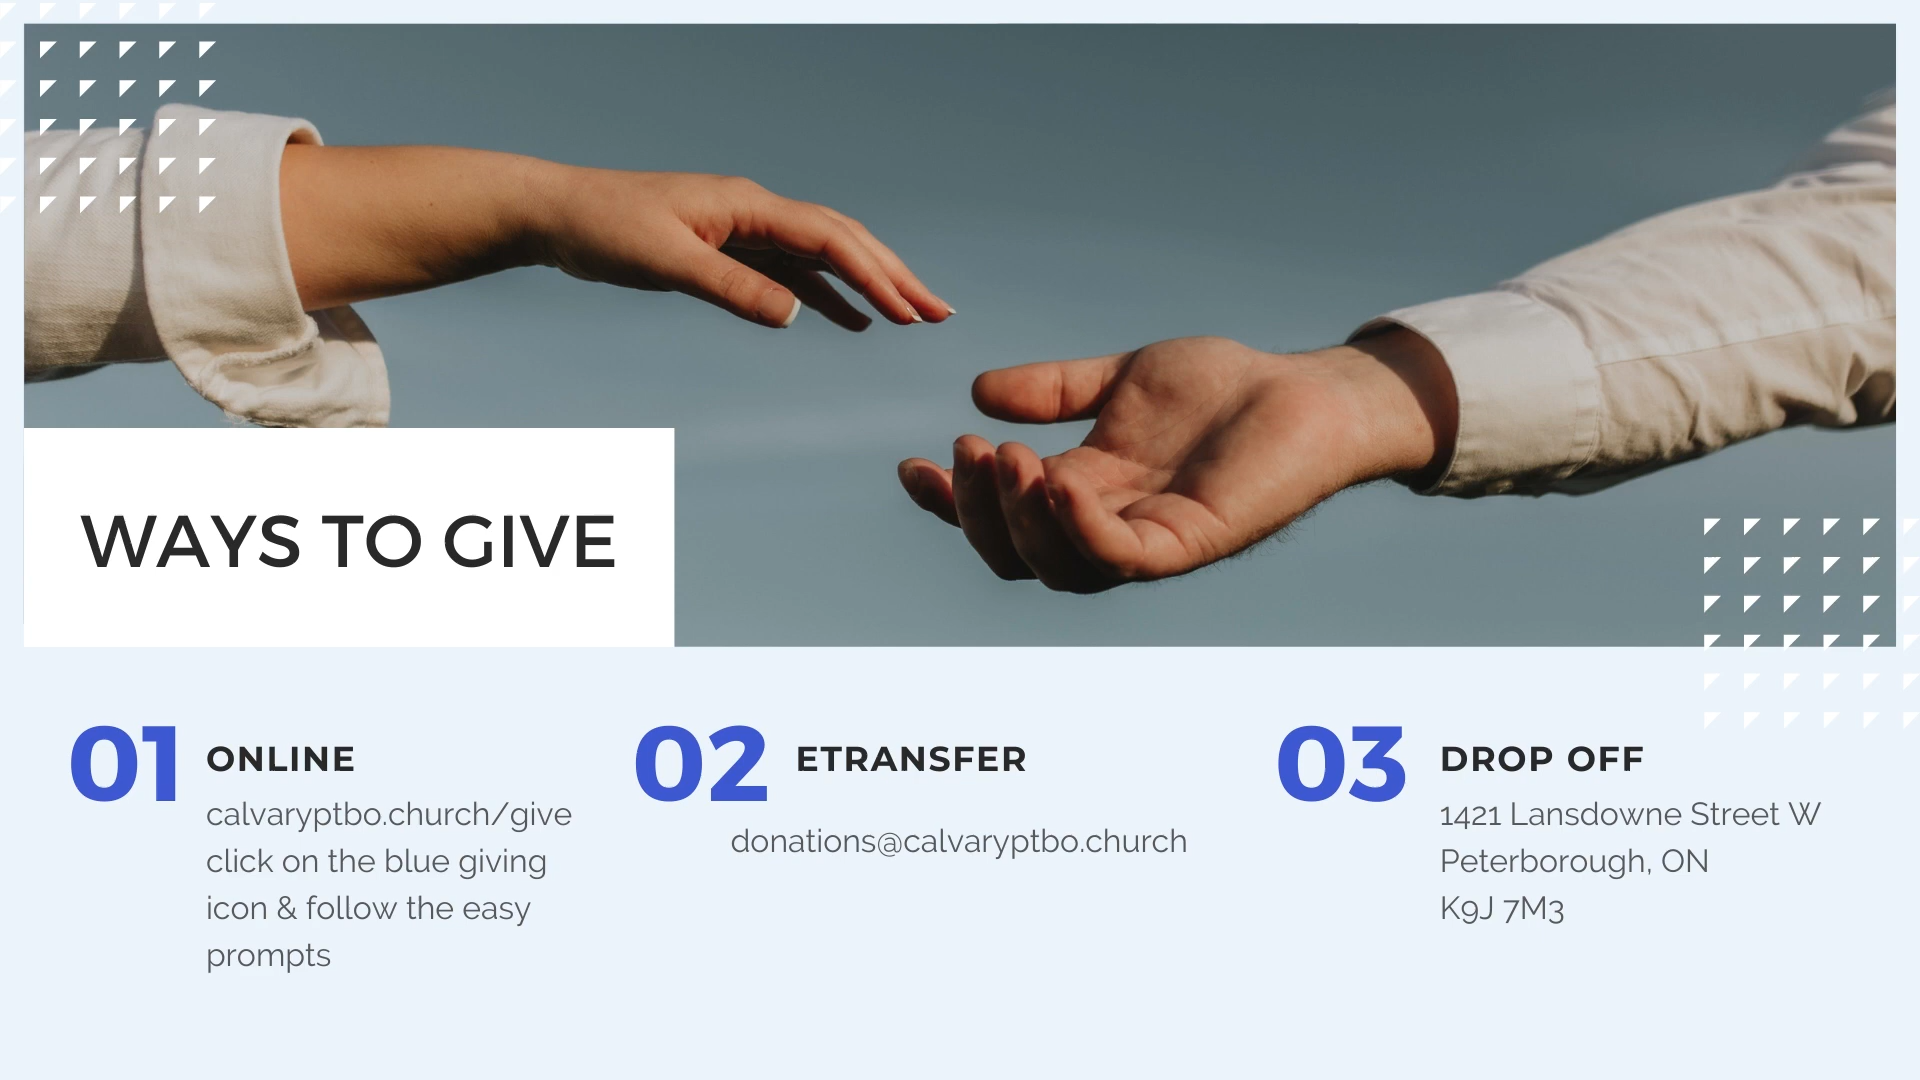 WAYS TO GIVE
01 ONLINE
calvaryptbo.church/give
click on the blue giving
icon & follow the easy
prompts
02 ETRANSFER
donations@calvaryptbo.church
03 DROP OFF
1421 Lansdowne Street W
Peterborough, ON
K9J 7M3